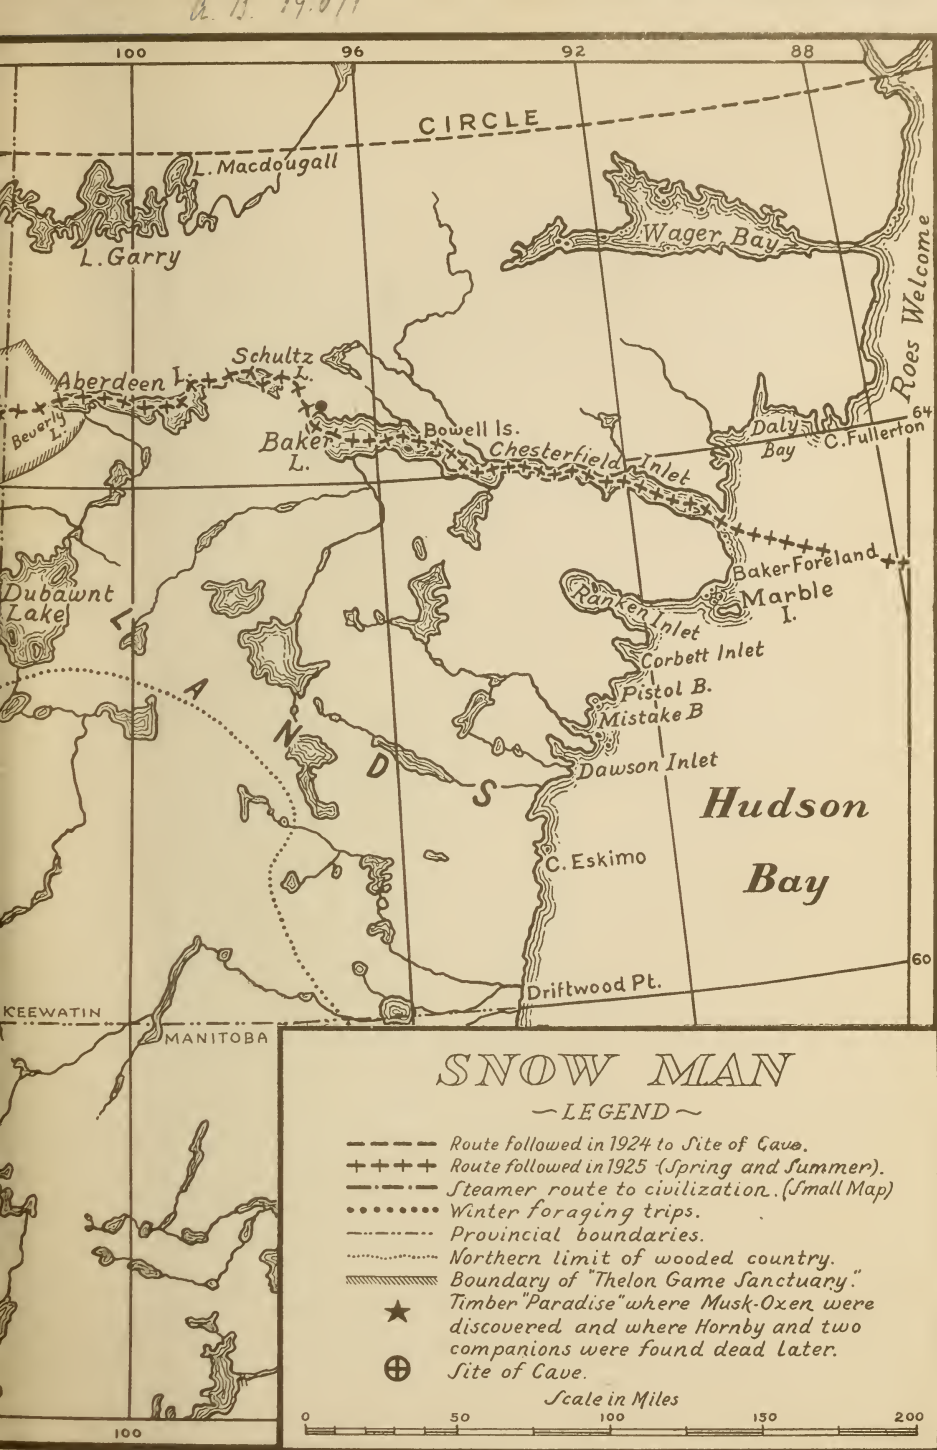 100 96 92 88
CIRCLE
L. Macdougall
L. Garry
Wager Bay
Roes Welcome
Schultz
L.
Aberdeen L.
Beverly
L.
Baker
L.
Bowell Is.
Chesterfield Inlet
Daly
Bay
C. Fullerton
64
Dubawnt
Lake
Baker Foreland
Marble
I.
Ranken Inlet
Corbett Inlet
Pistol B.
Mistake B
Dawson Inlet
L A N D S
Hudson
Bay
C. Eskimo
60
Driftwood Pt.
KEEWATIN
MANITOBA
SNOW MAN
LEGEND
Route followed in 1924 to Site of Cave.
Route followed in 1925 (Spring and Summer).
Steamer route to civilization. (Small Map)
Winter foraging trips.
Provincial boundaries.
Northern limit of wooded country.
Boundary of "Thelon Game Sanctuary."
Timber "Paradise" where Musk-Oxen were
discovered and where Hornby and two
companions were found dead later.
Site of Cave.
Scale in Miles
0 50 100 150 200
100